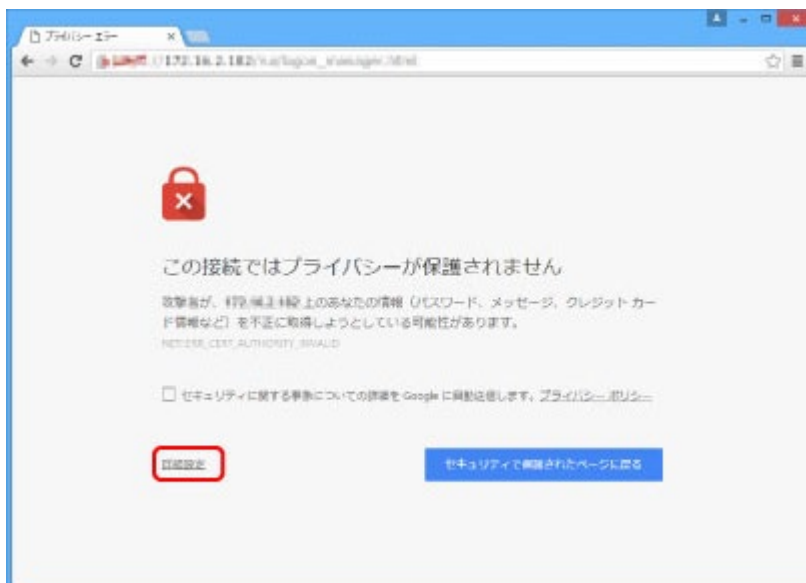 プライバシー エラー
172.16.2.182
この接続ではプライバシーが保護されません
攻撃者が、 上のあなたの情報（パスワード、メッセージ、クレジット カー
ド情報など）を不正に取得しようとしている可能性があります。
NET::ERR_CERT_AUTHORITY_INVALID
セキュリティに関する事象についての詳細を Google に自動送信します。プライバシー ポリシー
詳細設定
セキュリティで保護されたページに戻る